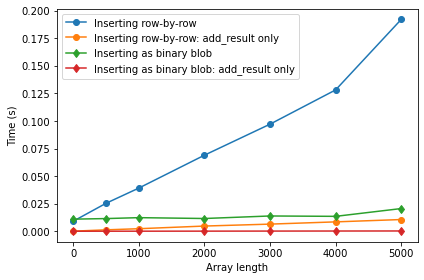 Inserting row-by-row
Inserting row-by-row: add_result only
Inserting as binary blob
Inserting as binary blob: add_result only
0.200
0.175
0.150
0.125
0.100
0.075
0.050
0.025
0.000
Time (s)
0 1000 2000 3000 4000 5000
Array length